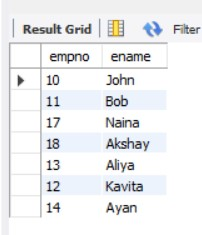 Result Grid Filter
empno ename
10 John
11 Bob
17 Naina
18 Akshay
13 Aliya
12 Kavita
14 Ayan